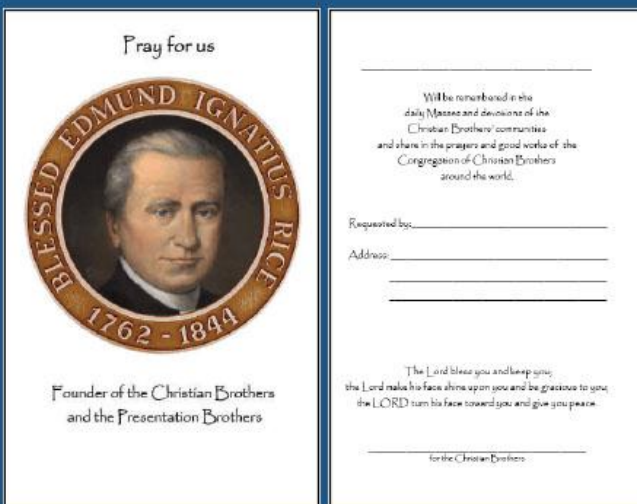 Pray for us
BLESSED EDMUND IGNATIUS RICE
1762 - 1844
Founder of the Christian Brothers
and the Presentation Brothers
Will be remembered in the
daily Masses and devotions of the
Christian Brothers' communities
and share in the prayers and good works of the
Congregation of Christian Brothers
around the world.
Requested by:
Address:
The Lord bless you and keep you;
the Lord make his face shine upon you and be gracious to you;
the LORD turn his face toward you and give you peace.
for the Christian Brothers